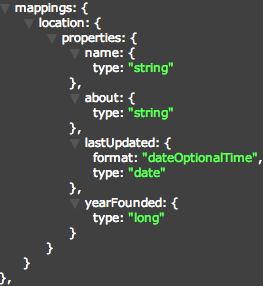 mappings: {
location: {
properties: {
name: {
type: "string"
},
about: {
type: "string"
},
lastUpdated: {
format: "dateOptionalTime",
type: "date"
},
yearFounded: {
type: "long"
}
}
}
},